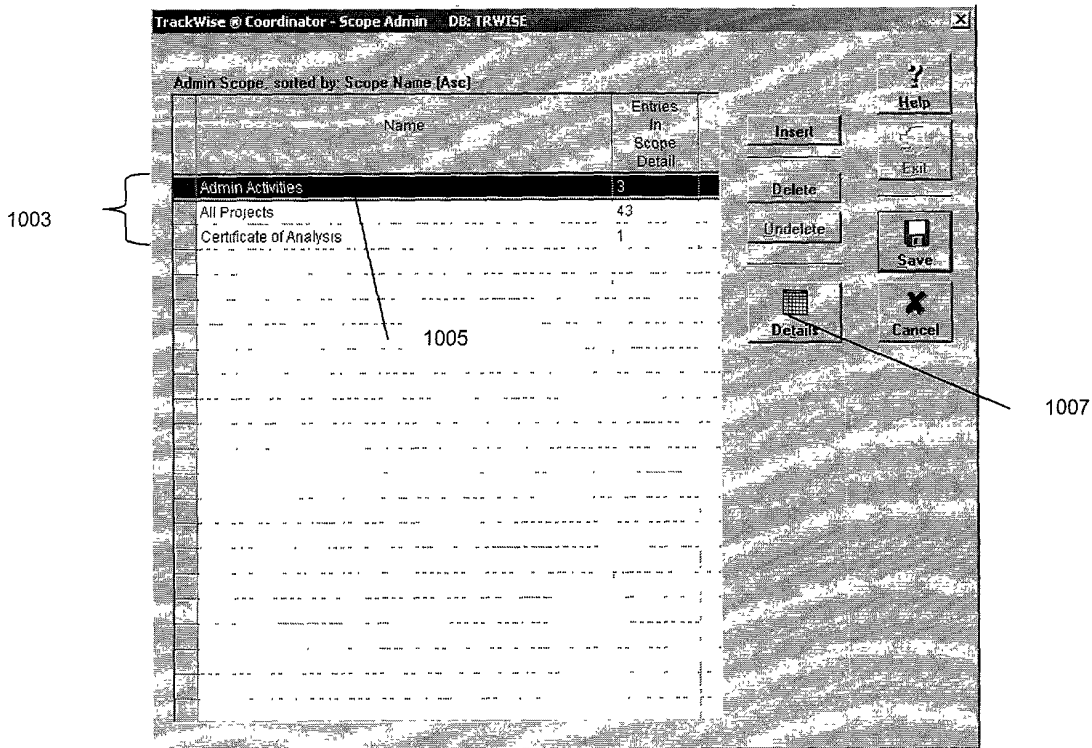 TrackWise ® Coordinator - Scope Admin DB: TRWISE
Admin Scope, sorted by: Scope Name [Asc]
Name
Entries
In
Scope
Detail
Admin Activities 3
All Projects 43
Certificate of Analysis 1
1003
1005
Insert
Delete
Undelete
Details
?
Help
Exit
Save
Cancel
1007